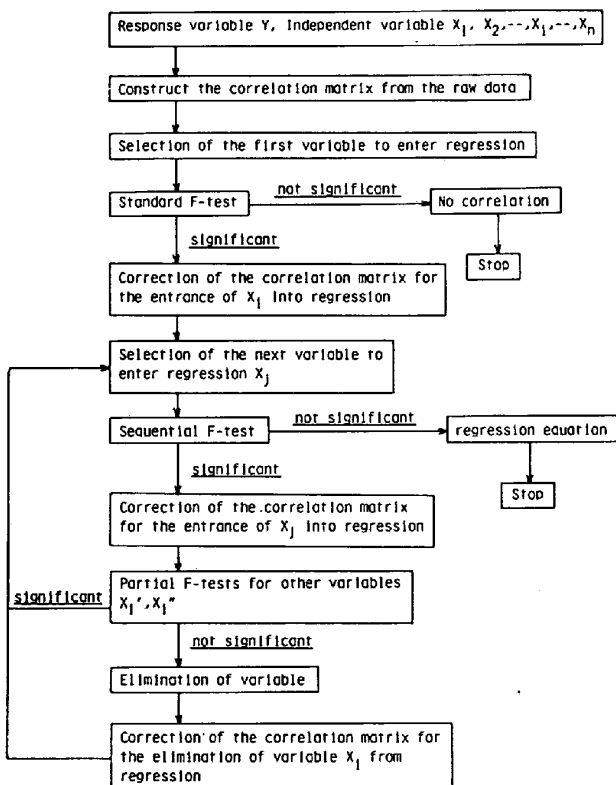 Response variable Y, Independent variable X1, X2,--,Xi,--,Xn
Construct the correlation matrix from the raw data
Selection of the first variable to enter regression
Standard F-test
not significant
No correlation
significant
Stop
Correction of the correlation matrix for
the entrance of Xi into regression
Selection of the next variable to
enter regression Xj
Sequential F-test
not significant
regression equation
significant
Stop
Correction of the correlation matrix
for the entrance of Xj into regression
significant
Partial F-tests for other variables
Xi',Xi"
not significant
Elimination of variable
Correction of the correlation matrix for
the elimination of variable Xi from
regression